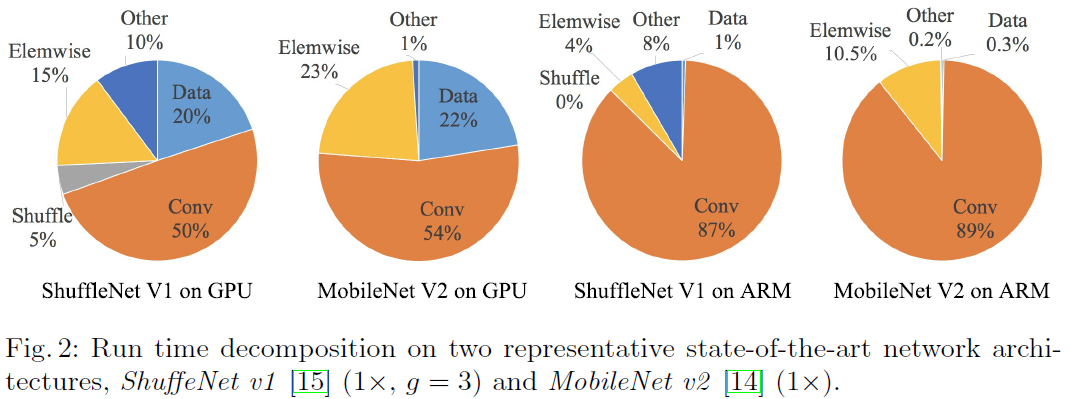 Other
10%
Elemwise
15%
Data
20%
Shuffle
5%
Conv
50%
ShuffleNet V1 on GPU
Other
1%
Elemwise
23%
Data
22%
Conv
54%
MobileNet V2 on GPU
Elemwise
4%
Other
8%
Data
1%
Shuffle
0%
Conv
87%
ShuffleNet V1 on ARM
Other
0.2%
Data
0.3%
Elemwise
10.5%
Conv
89%
MobileNet V2 on ARM
Fig. 2: Run time decomposition on two representative state-of-the-art network archi-
tectures, ShuffeNet v1 [15] (1×, g = 3) and MobileNet v2 [14] (1×).